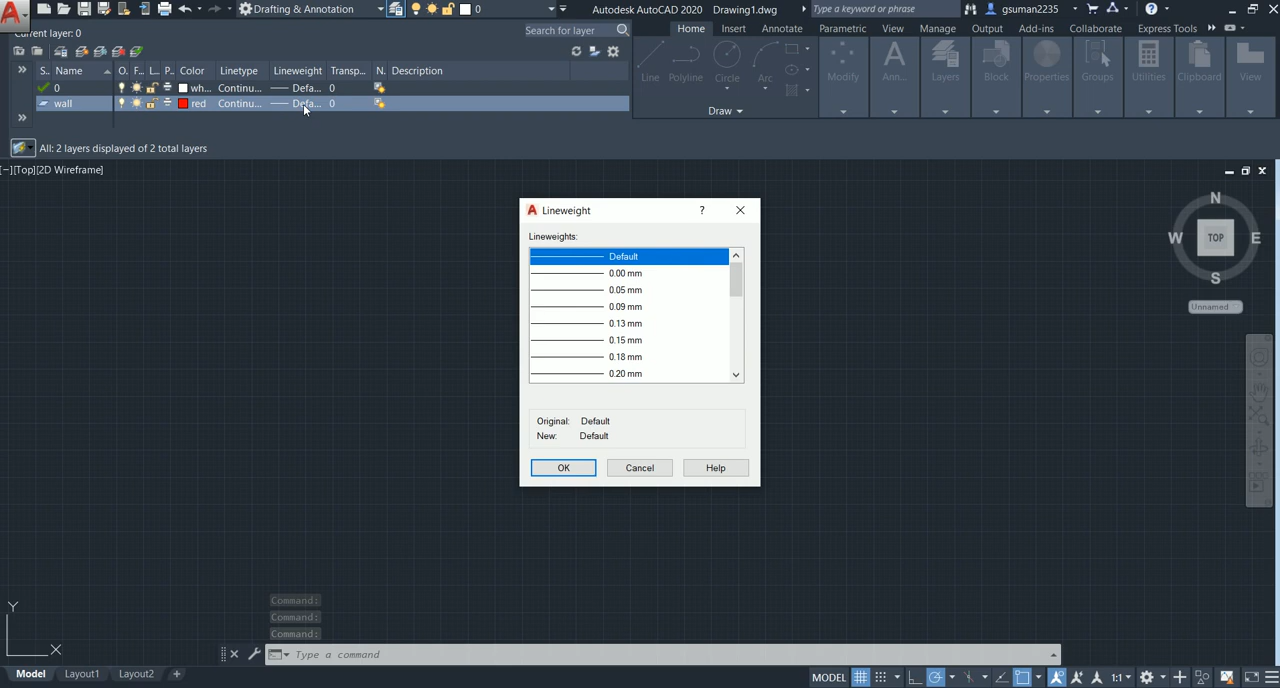 Drafting & Annotation
0
Autodesk AutoCAD 2020 Drawing1.dwg
Type a keyword or phrase
gsuman2235
Current layer: 0
Search for layer
Home Insert Annotate Parametric View Manage Output Add-ins Collaborate Express Tools
S.. Name O. F.. L... P.. Color Linetype Lineweight Transp... N. Description
0 wh... Continu... Defa... 0
wall red Continu... Defa... 0
Line Polyline Circle Arc Modify Ann... Layers Block Properties Groups Utilities Clipboard View
Draw
All: 2 layers displayed of 2 total layers
[−][Top][2D Wireframe]
N
W TOP E
S
Unnamed
Lineweight ?
Lineweights:
Default
0.00 mm
0.05 mm
0.09 mm
0.13 mm
0.15 mm
0.18 mm
0.20 mm
Original: Default
New: Default
OK Cancel Help
Command:
Command:
Command:
Y
X
Type a command
Model Layout1 Layout2 +
MODEL 1:1